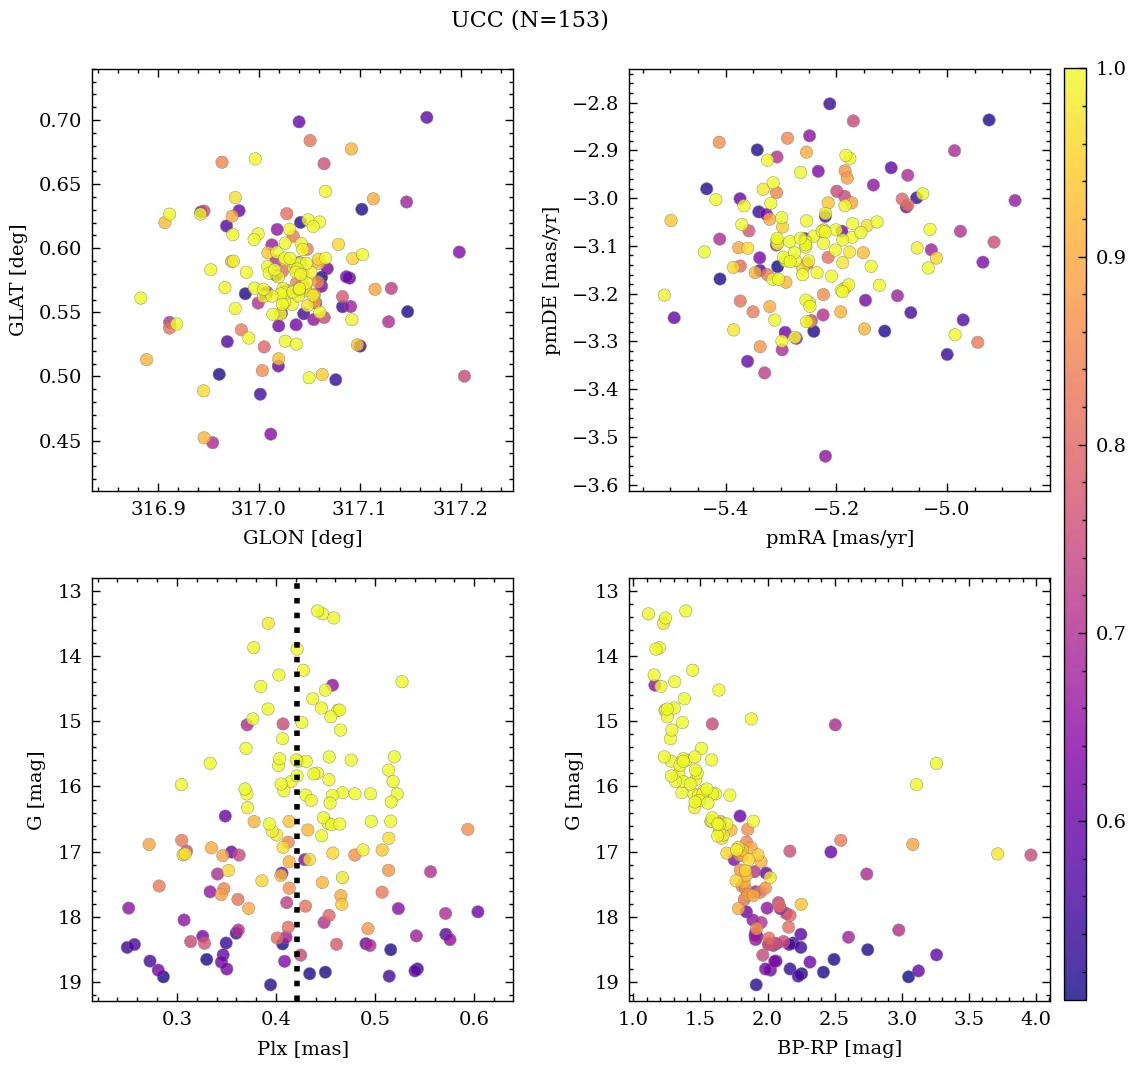 UCC (N=153)
0.70
0.65
0.60
0.55
0.50
0.45
GLAT [deg]
316.9 317.0 317.1 317.2
GLON [deg]
−2.8
−2.9
−3.0
−3.1
−3.2
−3.3
−3.4
−3.5
−3.6
pmDE [mas/yr]
−5.4 −5.2 −5.0
pmRA [mas/yr]
1.0
0.9
0.8
0.7
0.6
13
14
15
16
17
18
19
G [mag]
0.3 0.4 0.5 0.6
Plx [mas]
13
14
15
16
17
18
19
G [mag]
1.0 1.5 2.0 2.5 3.0 3.5 4.0
BP-RP [mag]